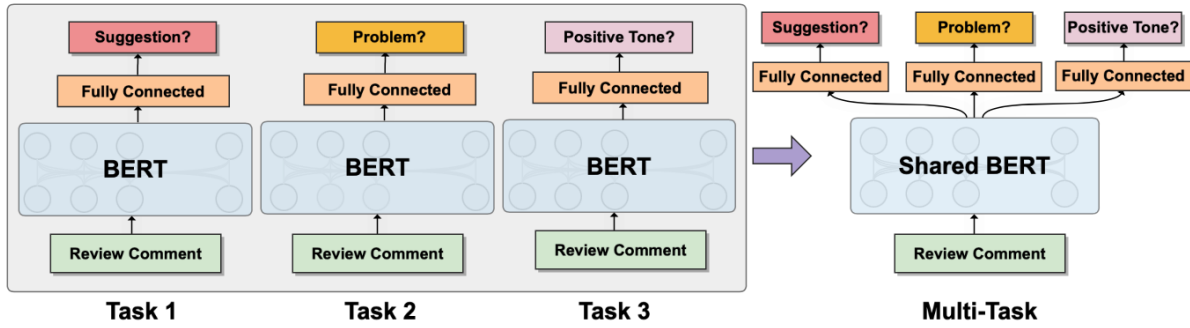 Suggestion?
Problem?
Positive Tone?
Suggestion?
Problem?
Positive Tone?
Fully Connected
Fully Connected
Fully Connected
Fully Connected
Fully Connected
Fully Connected
BERT
BERT
BERT
Shared BERT
Review Comment
Review Comment
Review Comment
Review Comment
Task 1
Task 2
Task 3
Multi-Task